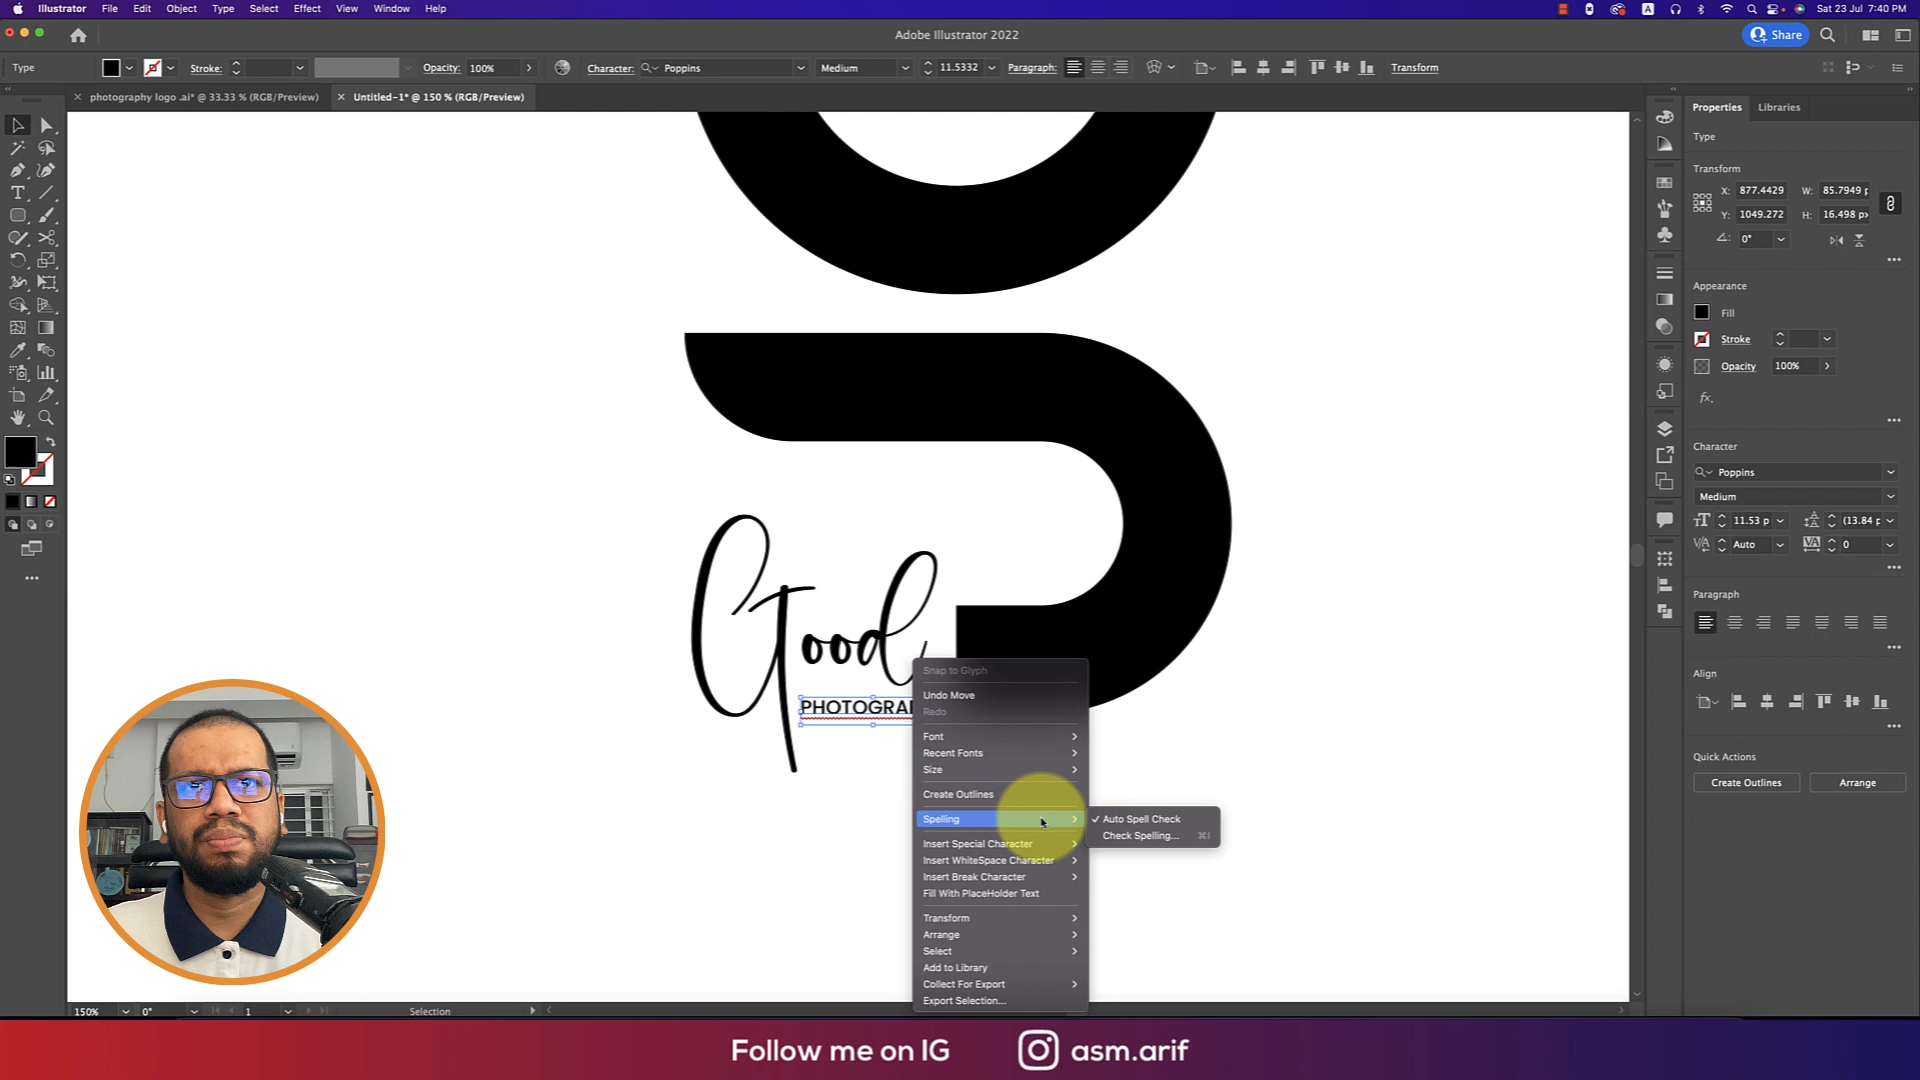 Illustrator File Edit Object Type Select Effect View Window Help
A Sat 23 Jul 7:40 PM
Adobe Illustrator 2022
Share
Type Stroke: Opacity: 100% Character: Poppins Medium 11.5332 Paragraph: Transform
photography logo .ai* @ 33.33 % (RGB/Preview)
Untitled-1* @ 150 % (RGB/Preview)
Properties Libraries
Type
Transform
X: 877.4429 W: 85.7949 p
Y: 1049.272 H: 16.498 px
0°
Appearance
Fill
Stroke
Opacity 100%
fx.
Character
Poppins
Medium
11.53 p (13.84 p
Auto 0
Paragraph
Align
Quick Actions
Create Outlines Arrange
Good
PHOTOGRA
Snap to Glyph
Undo Move
Redo
Font
Recent Fonts
Size
Create Outlines
Spelling
Auto Spell Check
Check Spelling... ⌘I
Insert Special Character
Insert WhiteSpace Character
Insert Break Character
Fill With PlaceHolder Text
Transform
Arrange
Select
Add to Library
Collect For Export
Export Selection...
150% 0° 1 Selection
Follow me on IG asm.arif